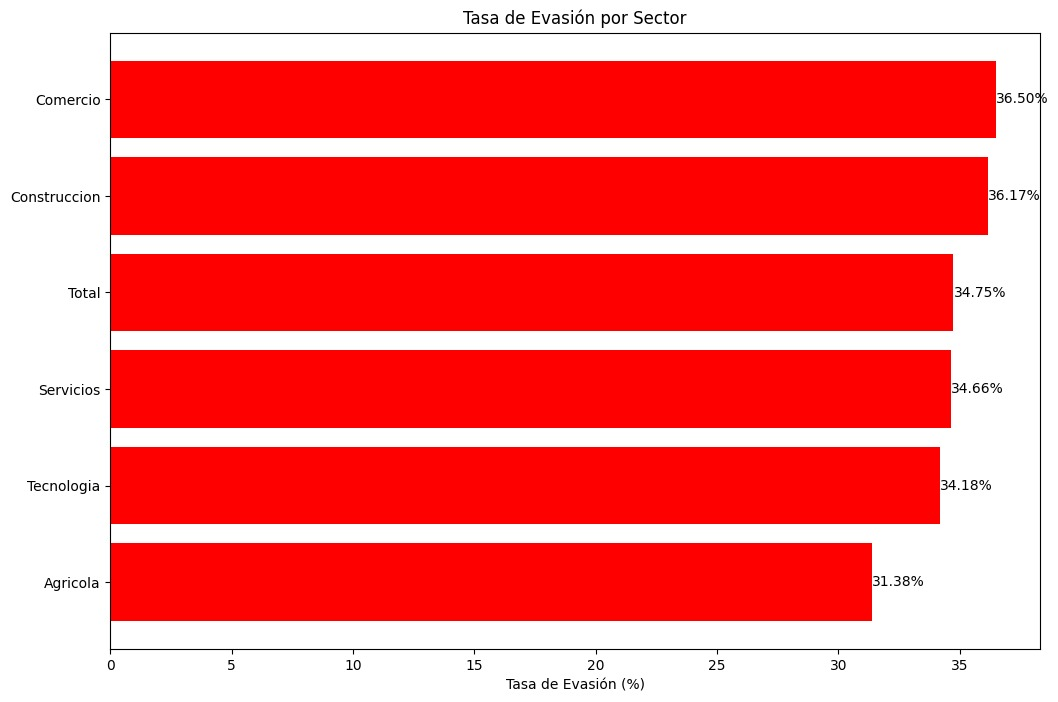 Tasa de Evasión por Sector
Comercio
36.50%
Construccion
36.17%
Total
34.75%
Servicios
34.66%
Tecnologia
34.18%
Agricola
31.38%
0 5 10 15 20 25 30 35
Tasa de Evasión (%)